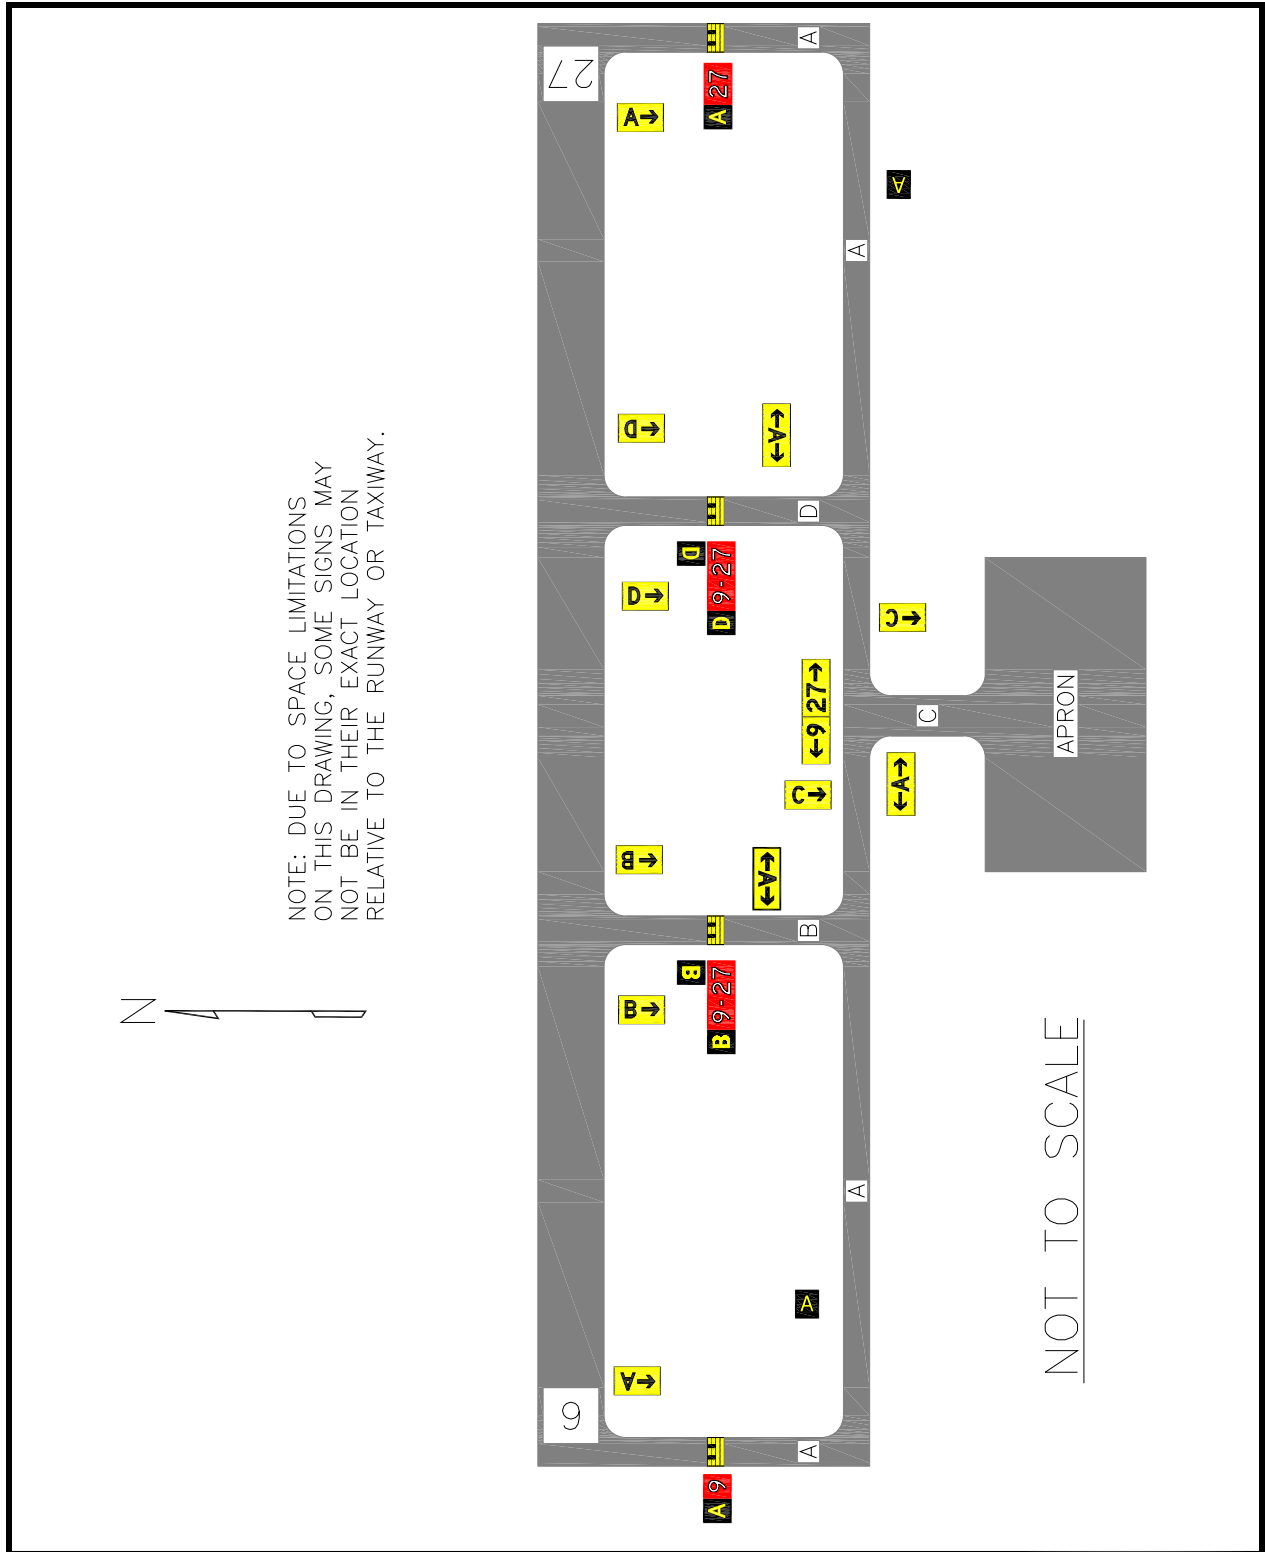 N
NOTE: DUE TO SPACE LIMITATIONS
ON THIS DRAWING, SOME SIGNS MAY
NOT BE IN THEIR EXACT LOCATION
RELATIVE TO THE RUNWAY OR TAXIWAY.
9
27
A→
B→
B→
D→
D→
A→
B
D
A 9
B 9-27
D 9-27
A 27
←A→
←A→
A
A
B
C→
←9 27→
D
A
A
A
←A→
C→
A
C
APRON
NOT TO SCALE